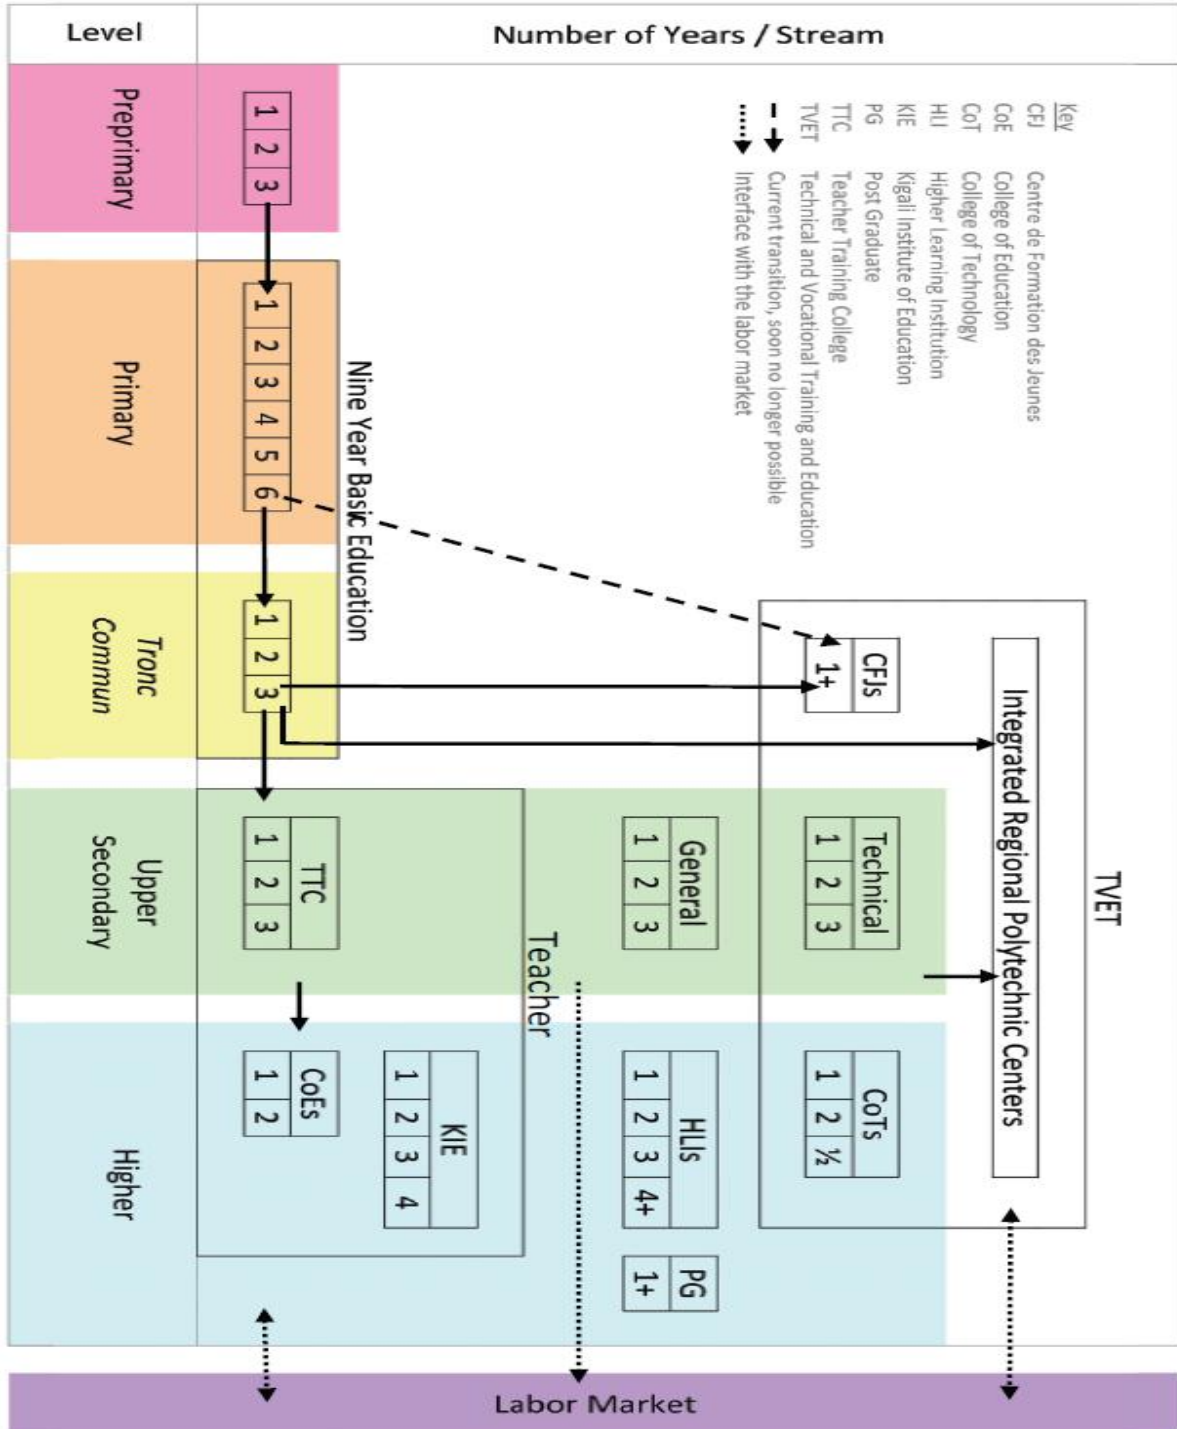 Level
Number of Years / Stream
Key
CFJ Centre de Formation des Jeunes
CoE College of Education
CoT College of Technology
HLI Higher Learning Institution
KIE Kigali Institute of Education
PG Post Graduate
TTC Teacher Training College
TVET Technical and Vocational Training and Education
Current transition, soon no longer possible
Interface with the labor market
Preprimary
1 2 3
Primary
1 2 3 4 5 6
Nine Year Basic Education
Tronc
Commun
1 2 3
CFJs
1+
TVET
Integrated Regional Polytechnic Centers
Upper
Secondary
TTC
1 2 3
General
1 2 3
Technical
1 2 3
Teacher
Higher
CoEs
1 2
KIE
1 2 3 4
HLIs
1 2 3 4+
PG
1+
CoTs
1 2 ½
Labor Market